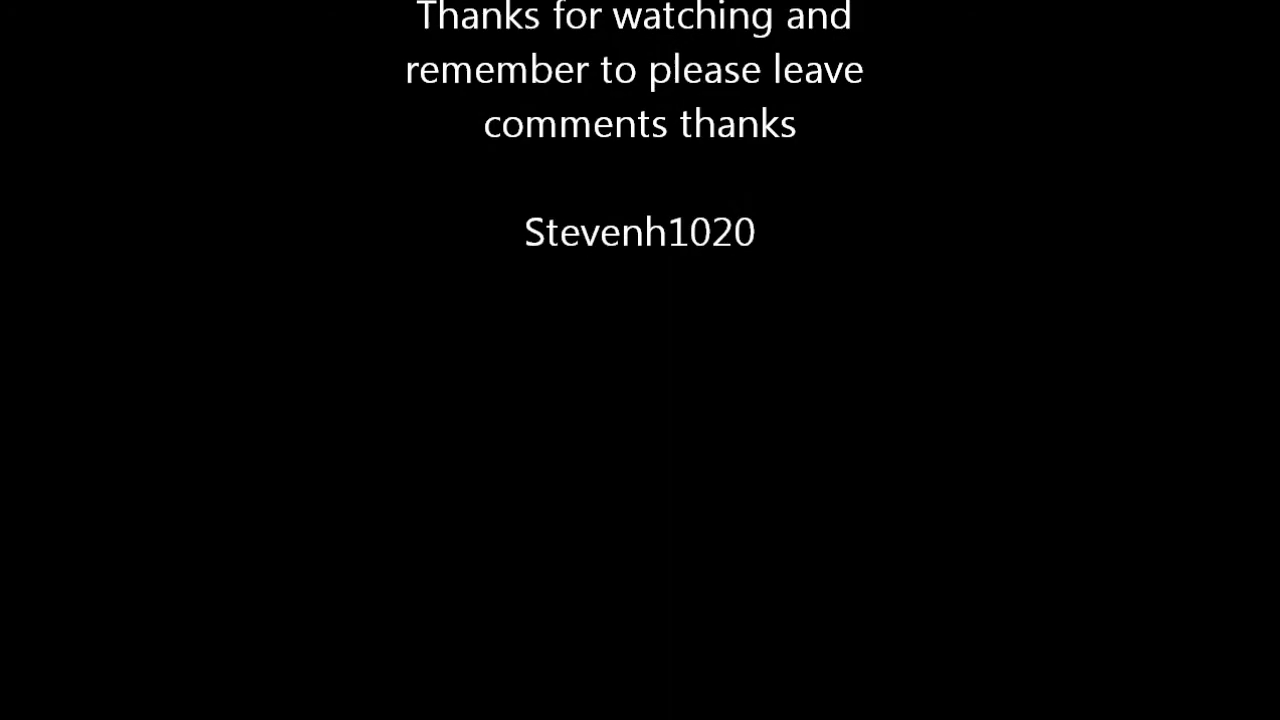 Thanks for watching and
remember to please leave
comments thanks
Stevenh1020